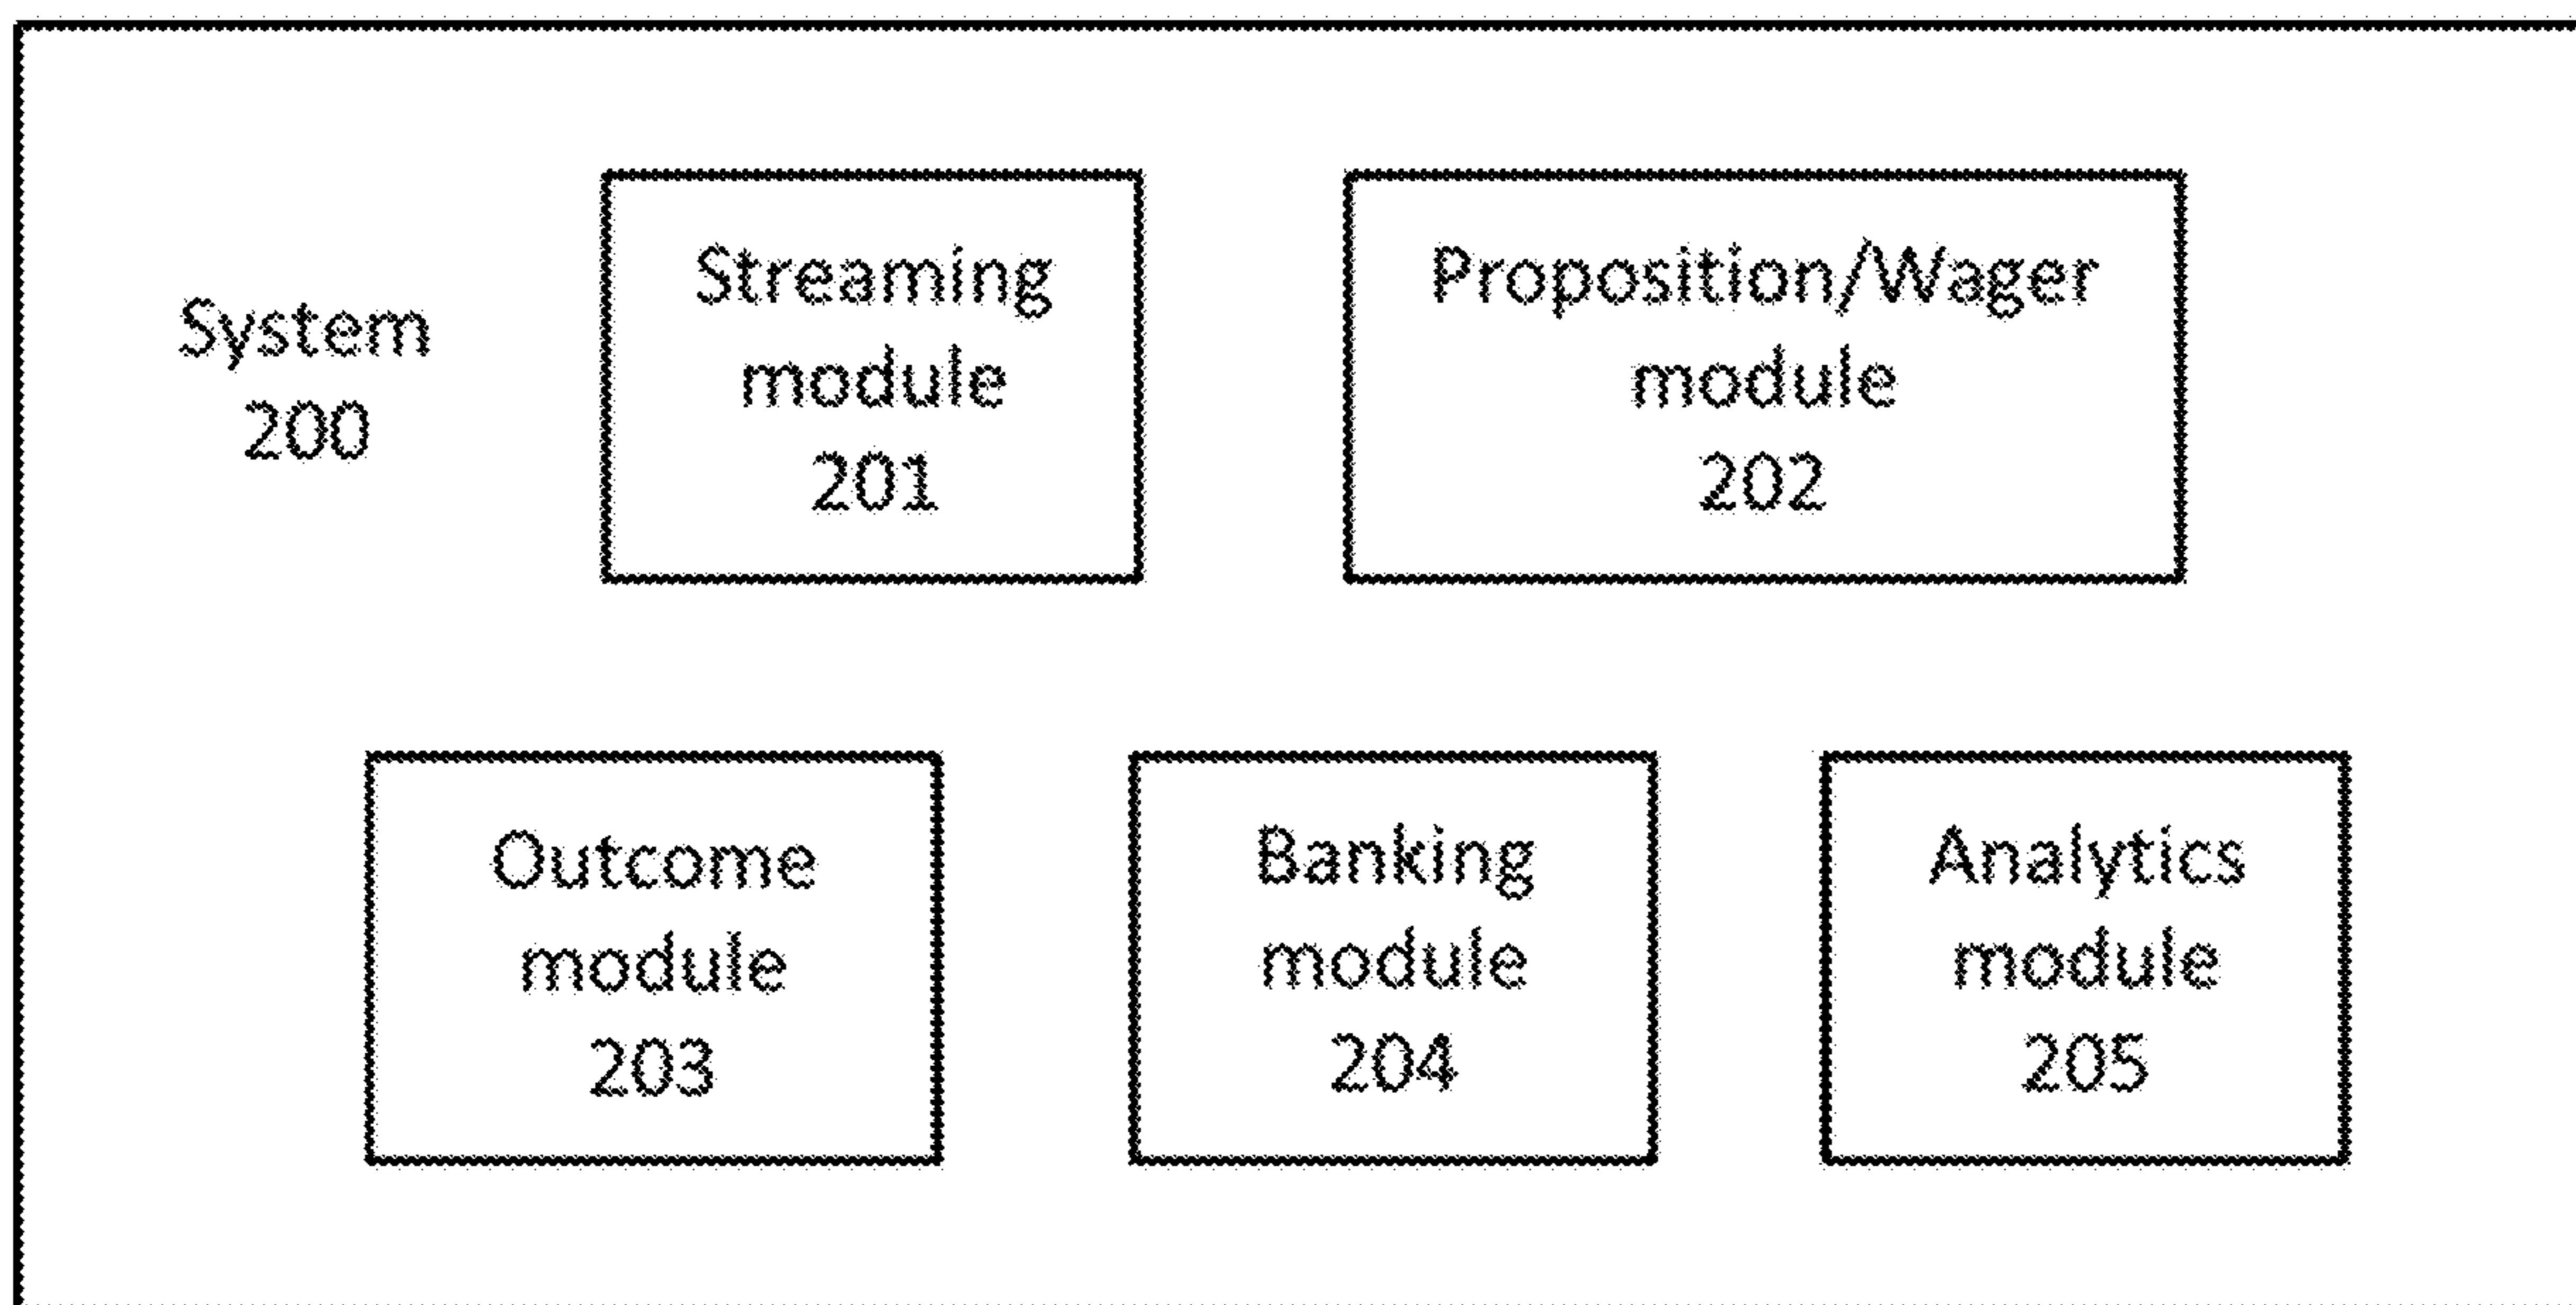 System
200
Streaming
module
201
Proposition/Wager
module
202
Outcome
module
203
Banking
module
204
Analytics
module
205